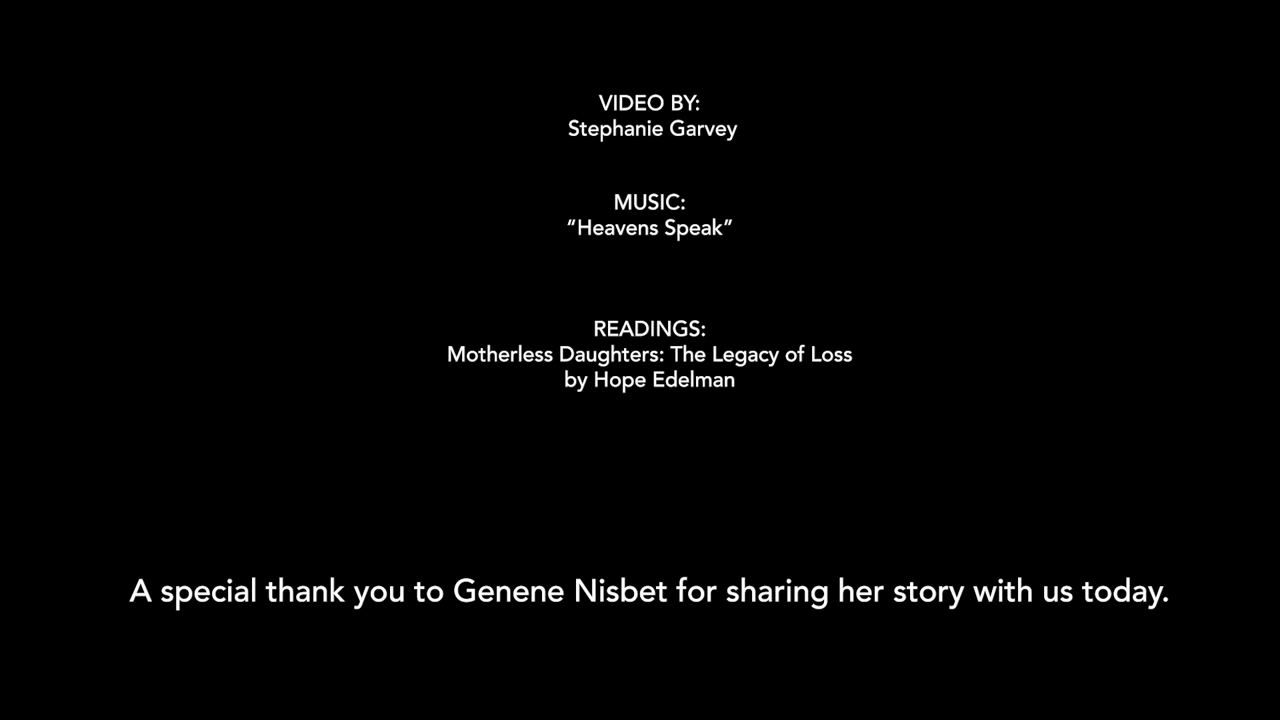 VIDEO BY:
Stephanie Garvey
MUSIC:
“Heavens Speak”
READINGS:
Motherless Daughters: The Legacy of Loss
by Hope Edelman
A special thank you to Genene Nisbet for sharing her story with us today.